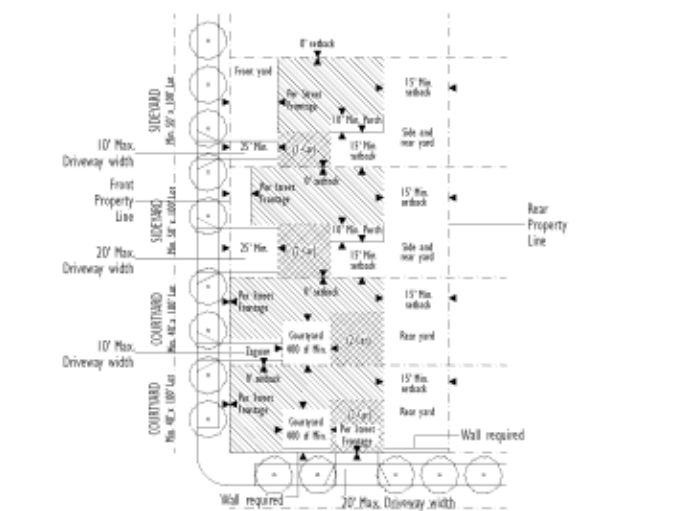 0' setback
Front yard
15' Min.
setback
Per Street
Frontage
10' Min. Porch
SIDEYARD
Min. 50' x 100' Lot
10' Max.
Driveway width
25' Min.
15' Min.
setback
Side and
rear yard
0' setback
Front
Property
Line
Per Street
Frontage
15' Min.
setback
Rear
Property
Line
SIDEYARD
Min. 50' x 100' Lot
10' Min. Porch
20' Max.
Driveway width
25' Min.
(2-Car)
15' Min.
setback
Side and
rear yard
0' setback
Per Street
Frontage
15' Min.
setback
COURTYARD
Min. 40' x 100' Lot
Courtyard
400 sf Min.
(2-Car)
Rear yard
10' Max.
Driveway width
0' setback
15' Min.
setback
COURTYARD
Min. 40' x 100' Lot
Per Street
Frontage
Courtyard
400 sf Min.
(2-Car)
Per Street
Frontage
Rear yard
Wall required
Wall required
20' Max. Driveway width